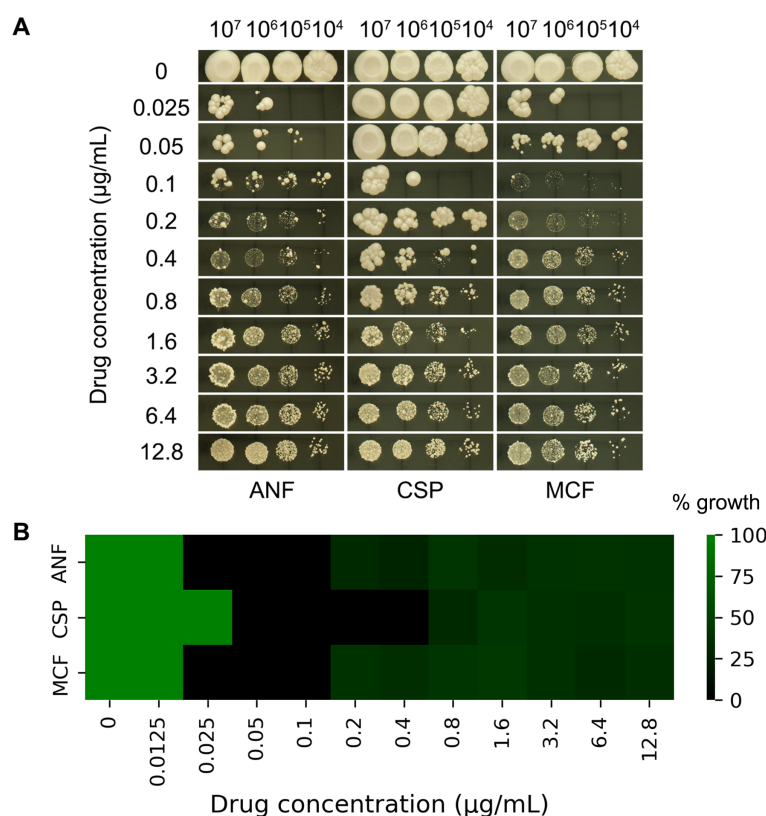 A
10⁷ 10⁶ 10⁵ 10⁴ 10⁷ 10⁶ 10⁵ 10⁴ 10⁷ 10⁶ 10⁵ 10⁴
Drug concentration (µg/mL)
0
0.025
0.05
0.1
0.2
0.4
0.8
1.6
3.2
6.4
12.8
ANF CSP MCF
B
% growth
ANF
CSP
MCF
100
75
50
25
0
0 0.0125 0.025 0.05 0.1 0.2 0.4 0.8 1.6 3.2 6.4 12.8
Drug concentration (µg/mL)